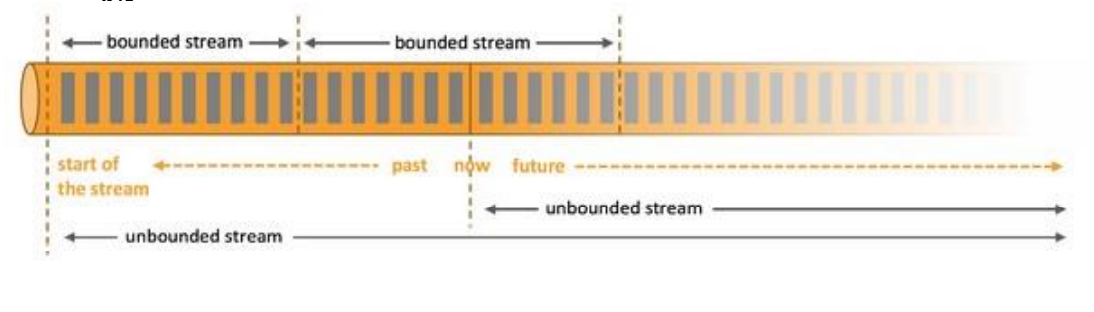 bounded stream
bounded stream
start of
the stream
past now future
unbounded stream
unbounded stream